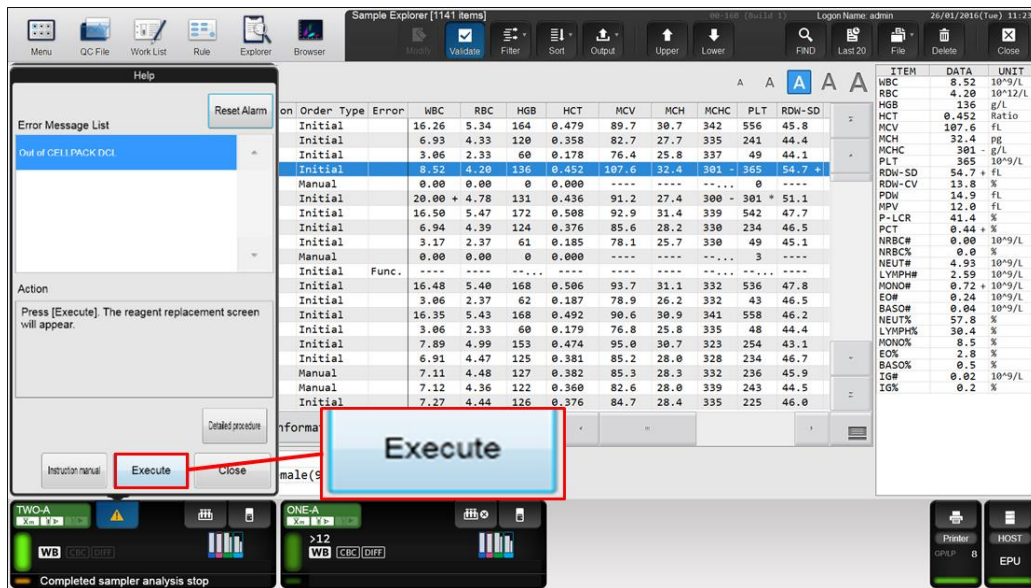 Sample Explorer [1141 items] 00-16B (Build 1) Logon Name: admin 26/01/2016(Tue) 11:2
Menu QC File Work List Rule Explorer Browser Modify Validate Filter Sort Output Upper Lower FIND Last 20 File Delete Close
Help
Reset Alarm
Error Message List
Out of CELLPACK DCL
Action
Press [Execute]. The reagent replacement screen
will appear.
Detailed procedure
Instruction manual Execute Close
A A A A A
on Order Type Error WBC RBC HGB HCT MCV MCH MCHC PLT RDW-SD
Initial 16.26 5.34 164 0.479 89.7 30.7 342 556 45.8
Initial 6.93 4.33 120 0.358 82.7 27.7 335 241 44.4
Initial 3.06 2.33 60 0.178 76.4 25.8 337 49 44.1
Initial 8.52 4.20 136 0.452 107.6 32.4 301 - 365 54.7 +
Manual 0.00 0.00 0 0.000 ---- ---- --... 0 ----
Initial 20.00 + 4.78 131 0.436 91.2 27.4 300 - 301 * 51.1
Initial 16.50 5.47 172 0.508 92.9 31.4 339 542 47.7
Initial 6.94 4.39 124 0.376 85.6 28.2 330 234 46.5
Initial 3.17 2.37 61 0.185 78.1 25.7 330 49 45.1
Manual 0.00 0.00 0 0.000 ---- ---- --... 3 ----
Initial Func. ---- ---- --... ---- ---- ---- --... --... ----
Initial 16.48 5.40 168 0.506 93.7 31.1 332 536 47.8
Initial 3.06 2.37 62 0.187 78.9 26.2 332 43 46.5
Initial 16.35 5.43 168 0.492 90.6 30.9 341 558 46.2
Initial 3.06 2.33 60 0.179 76.8 25.8 335 48 44.4
Initial 7.89 4.99 153 0.474 95.0 30.7 323 254 43.1
Initial 6.91 4.47 125 0.381 85.2 28.0 328 234 46.7
Manual 7.11 4.48 127 0.382 85.3 28.3 332 236 45.9
Manual 7.12 4.36 122 0.360 82.6 28.0 339 243 44.5
Initial 7.27 4.44 126 0.376 84.7 28.4 335 225 46.0
nforma
Execute
male(9
ITEM DATA UNIT
WBC 8.52 10^9/L
RBC 4.20 10^12/L
HGB 136 g/L
HCT 0.452 Ratio
MCV 107.6 fL
MCH 32.4 pg
MCHC 301 - g/L
PLT 365 10^9/L
RDW-SD 54.7 + fL
RDW-CV 13.8 %
PDW 14.9 fL
MPV 12.0 fL
P-LCR 41.4 %
PCT 0.44 + %
NRBC# 0.00 10^9/L
NRBC% 0.0 %
NEUT# 4.93 10^9/L
LYMPH# 2.59 10^9/L
MONO# 0.72 + 10^9/L
EO# 0.24 10^9/L
BASO# 0.04 10^9/L
NEUT% 57.8 %
LYMPH% 30.4 %
MONO% 8.5 %
EO% 2.8 %
BASO% 0.5 %
IG# 0.02 10^9/L
IG% 0.2 %
TWO-A
WB CBC DIFF
Completed sampler analysis stop
ONE-A
>12
WB CBC DIFF
Printer HOST
GP/LP 8 EPU